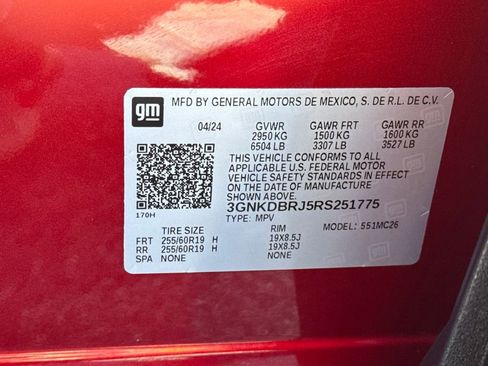 gm
MFD BY GENERAL MOTORS DE MEXICO, S. DE R.L. DE C.V.
04/24 GVWR GAWR FRT GAWR RR
2950 KG 1500 KG 1600 KG
6504 LB 3307 LB 3527 LB
THIS VEHICLE CONFORMS TO ALL
APPLICABLE U.S. FEDERAL MOTOR
VEHICLE SAFETY STANDARDS IN EFFECT
ON THE DATE OF MANUFACTURE
SHOWN ABOVE.
3GNKDBRJ5RS251775
170H TYPE: MPV
TIRE SIZE RIM MODEL: 551MC26
FRT 255/60R19 H 19X8.5J
RR 255/60R19 H 19X8.5J
SPA NONE NONE